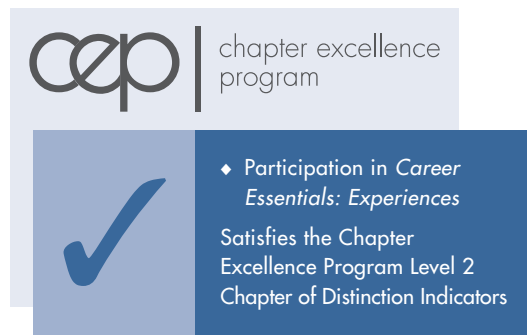 cep
chapter excellence
program
◆ Participation in Career
Essentials: Experiences
Satisfies the Chapter
Excellence Program Level 2
Chapter of Distinction Indicators